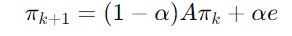 π_{k+1} = (1 − α)Aπ_k + αe